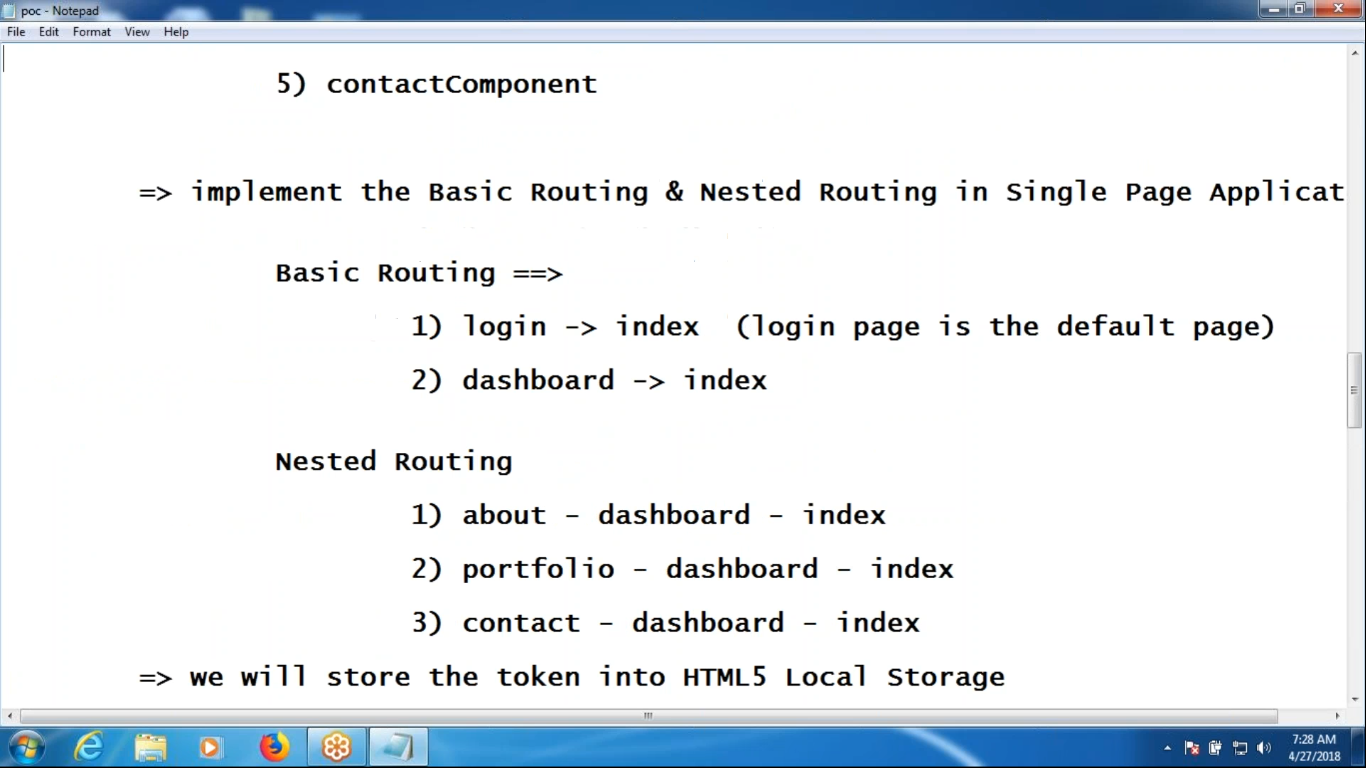 poc - Notepad
File Edit Format View Help
5) contactComponent
=> implement the Basic Routing & Nested Routing in Single Page Applicat
Basic Routing ==>
1) login -> index (login page is the default page)
2) dashboard -> index
Nested Routing
1) about - dashboard - index
2) portfolio - dashboard - index
3) contact - dashboard - index
=> we will store the token into HTML5 Local Storage
7:28 AM
4/27/2018